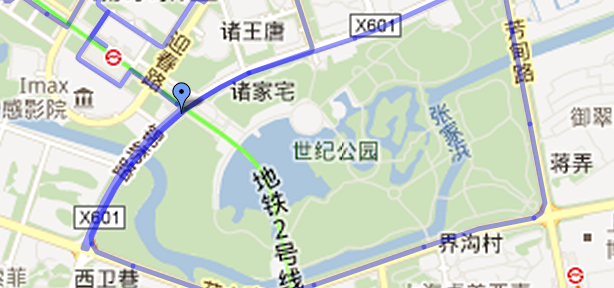 X601
诸王唐
迎春路
芳甸路
Imax
感影院
诸家宅
张家浜
御翠
世纪公园
锦绣路
蒋弄
地铁2号线
X601
界沟村
西卫巷